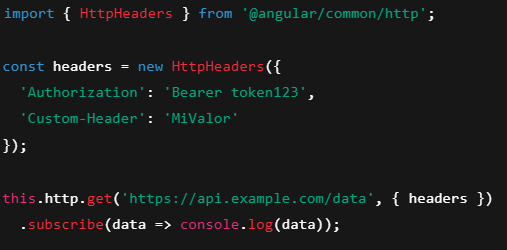 import { HttpHeaders } from '@angular/common/http';
const headers = new HttpHeaders({
'Authorization': 'Bearer token123',
'Custom-Header': 'MiValor'
});
this.http.get('https://api.example.com/data', { headers })
.subscribe(data => console.log(data));